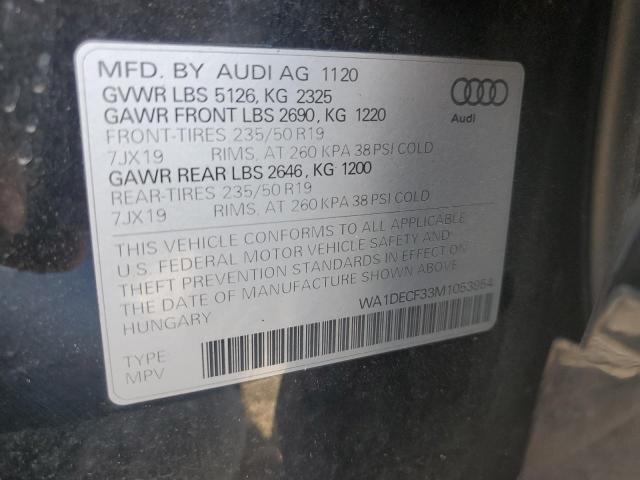 MFD. BY AUDI AG 1120
GVWR LBS 5126, KG 2325
GAWR FRONT LBS 2690, KG 1220
FRONT-TIRES 235/50 R19
7JX19 RIMS, AT 260 KPA 38 PSI COLD
GAWR REAR LBS 2646, KG 1200
REAR-TIRES 235/50 R19
7JX19 RIMS, AT 260 KPA 38 PSI COLD
Audi
THIS VEHICLE CONFORMS TO ALL APPLICABLE
U.S. FEDERAL MOTOR VEHICLE SAFETY AND
THEFT PREVENTION STANDARDS IN EFFECT ON
THE DATE OF MANUFACTURE SHOWN ABOVE
HUNGARY
WA1DECF33M1053954
TYPE
MPV